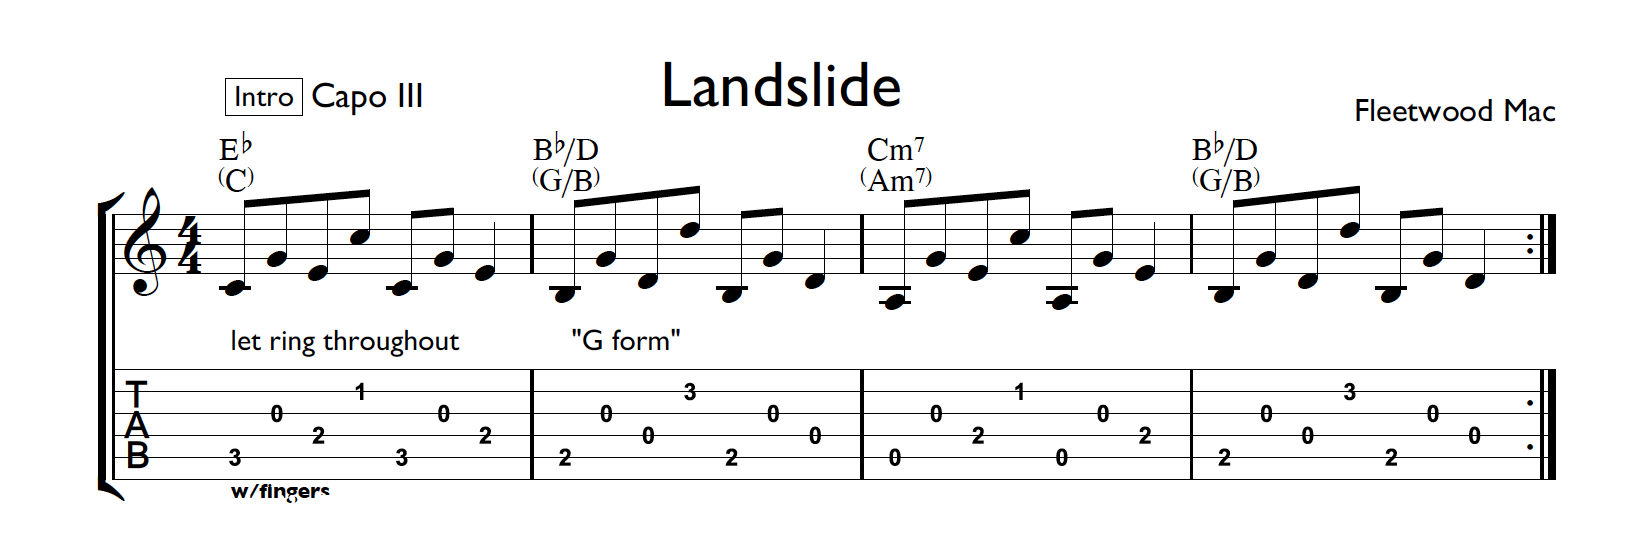 Landslide
Intro Capo III
Fleetwood Mac
E♭ B♭/D Cm7 B♭/D
(C) (G/B) (Am7) (G/B)
4
4
let ring throughout "G form"
T
A
B
1 3 1 3
0 0 0 0 0 0 0 0
2 2 0 0 2 2 0 0
3 3 2 2 0 0 2 2
w/fingers